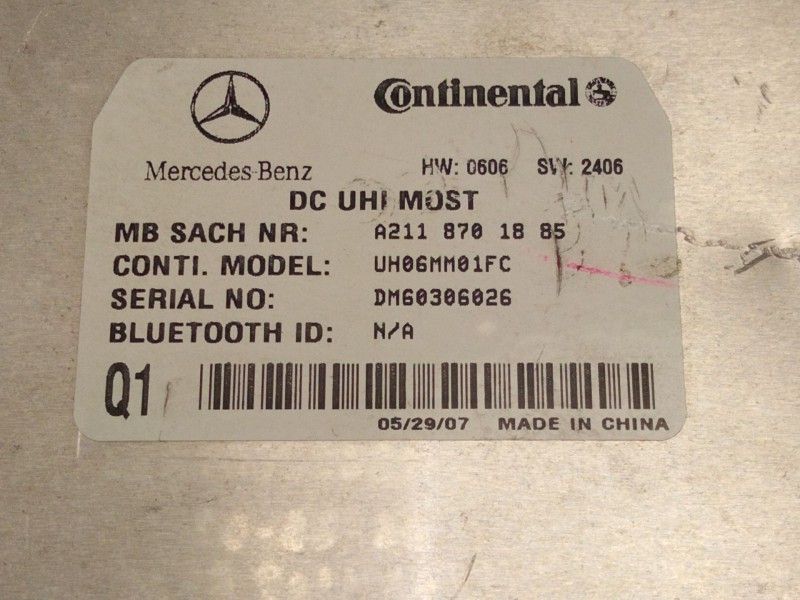 Continental
Mercedes-Benz
HW: 0606 SW: 2406
DC UHI MOST
MB SACH NR: A211 870 18 85
CONTI. MODEL: UH06MM01FC
SERIAL NO: DM60306026
BLUETOOTH ID: N/A
Q1
05/29/07 MADE IN CHINA